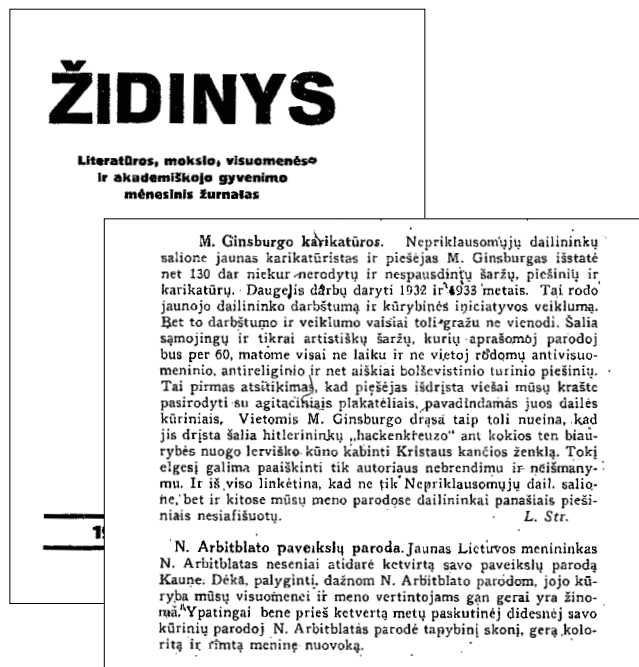 ŽIDINYS
Literatūros, mokslo, visuomenės
ir akademiškojo gyvenimo
mėnesinis žurnalas
M. Ginsburgo karikatūros. Nepriklausomųjų dailininkų
salione jaunas karikatūristas ir piešėjas M. Ginsburgas išstatė
net 130 dar niekur nerodytų ir nespausdintų šaržų, piešinių ir
karikatūrų. Daugelis darbų daryti 1932 ir 1933 metais. Tai rodo
jaunojo dailininko darbštumą ir kūrybinės iniciatyvos veiklumą.
Bet to darbštumo ir veiklumo vaisiai toli gražu ne vienodi. Šalia
sąmojingų ir tikrai artistiškų šaržų, kurių aprašomoj parodoj
bus per 60, matome visai ne laiku ir ne vietoj rodomų antivisuo-
meninio, antireliginio ir net aiškiai bolševistinio turinio piešinių.
Tai pirmas atsitikimas, kad piešėjas išdrįsta viešai mūsų krašte
pasirodyti su agitaciniais plakatėliais, pavadindamas juos dailės
kūriniais. Vietomis M. Ginsburgo drąsa taip toli nueina, kad
jis drįsta šalia hitlerininkų „hackenkreuzo" ant kokios ten biau-
rybės nuogo lerviško kūno kabinti Kristaus kančios ženklą. Tokį
elgesį galima paaiškinti tik autoriaus nebrendimu ir neišmany-
mu. Ir iš viso linkėtina, kad ne tik Nepriklausomųjų dail. salio-
ne, bet ir kitose mūsų meno parodose dailininkai panašiais pieši-
niais nesiafišuotų. L. Str.
N. Arbitblato paveikslų paroda. Jaunas Lietuvos menininkas
N. Arbitblatas neseniai atidarė ketvirtą savo paveikslų parodą
Kaune. Dėka, palyginti, dažnom N. Arbitblato parodom, jojo kū-
ryba mūsų visuomenei ir meno vertintojams gan gerai yra žino-
ma. Ypatingai bene prieš ketvertą metų paskutinėj didesnėj savo
kūrinių parodoj N. Arbitblatas parodė tapybinį skonį, gerą kolo-
ritą ir rimtą meninę nuovoką.